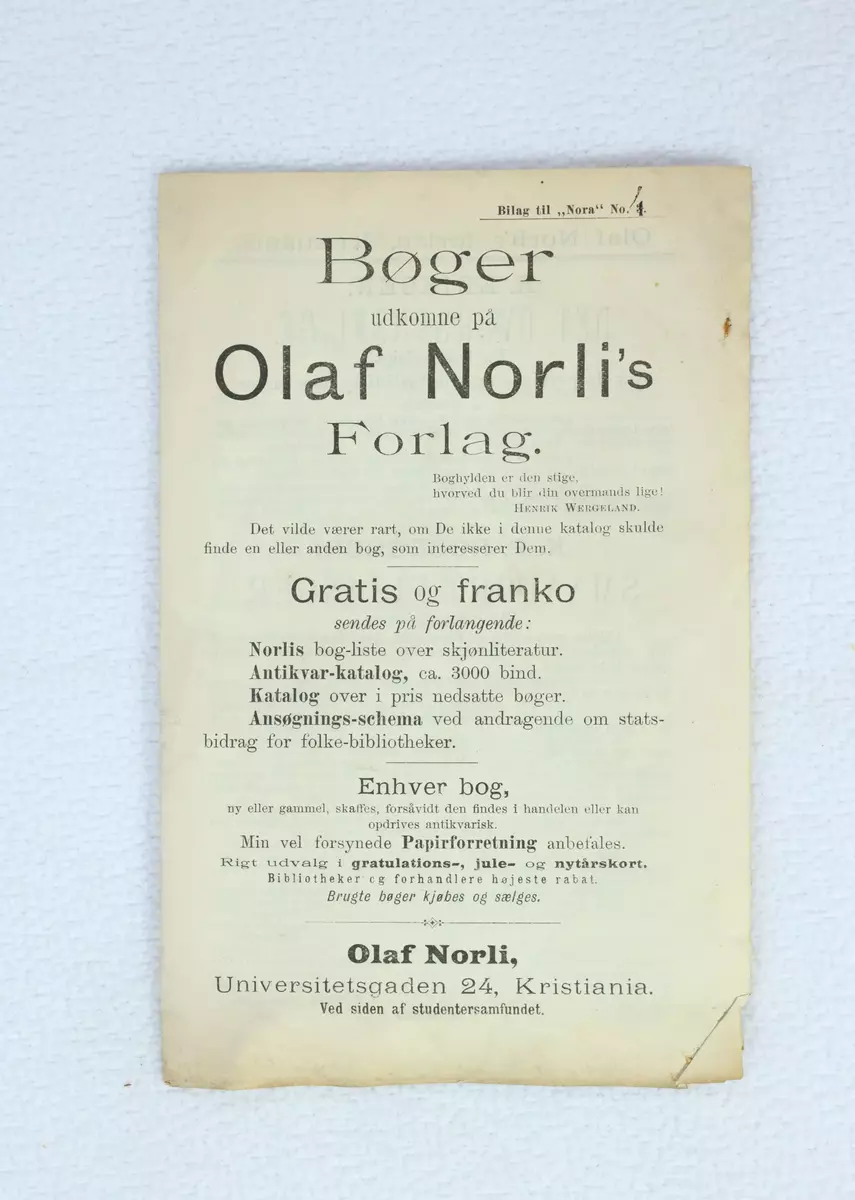 Bilag til „Nora“ No. 4.
Bøger
udkomne på
Olaf Norli's
Forlag.
Boghylden er den stige,
hvorved du blir din overmands lige!
HENRIK WERGELAND.
Det vilde værer rart, om De ikke i denne katalog skulde
finde en eller anden bog, som interesserer Dem.
Gratis og franko
sendes på forlangende:
Norlis bog-liste over skjønliteratur.
Antikvar-katalog, ca. 3000 bind.
Katalog over i pris nedsatte bøger.
Ansøgnings-schema ved andragende om stats-
bidrag for folke-bibliotheker.
Enhver bog,
ny eller gammel, skaffes, forsåvidt den findes i handelen eller kan
opdrives antikvarisk.
Min vel forsynede Papirforretning anbefales.
Rigt udvalg i gratulations-, jule- og nytårskort.
Bibliotheker og forhandlere højeste rabat.
Brugte bøger kjøbes og sælges.
Olaf Norli,
Universitetsgaden 24, Kristiania.
Ved siden af studentersamfundet.